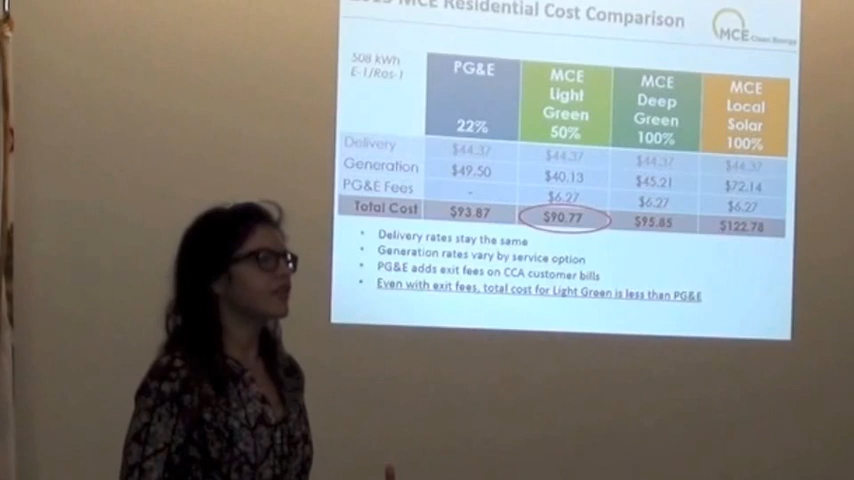 2015 MCE Residential Cost Comparison
MCE Clean Energy
508 kWh
E-1/Res-1
PG&E
22%
MCE
Light
Green
50%
MCE
Deep
Green
100%
MCE
Local
Solar
100%
Delivery $44.37 $44.37 $44.37 $44.37
Generation $49.50 $40.13 $45.21 $72.14
PG&E Fees - $6.27 $6.27 $6.27
Total Cost $93.87 $90.77 $95.85 $122.78
• Delivery rates stay the same
• Generation rates vary by service option
• PG&E adds exit fees on CCA customer bills
• Even with exit fees, total cost for Light Green is less than PG&E